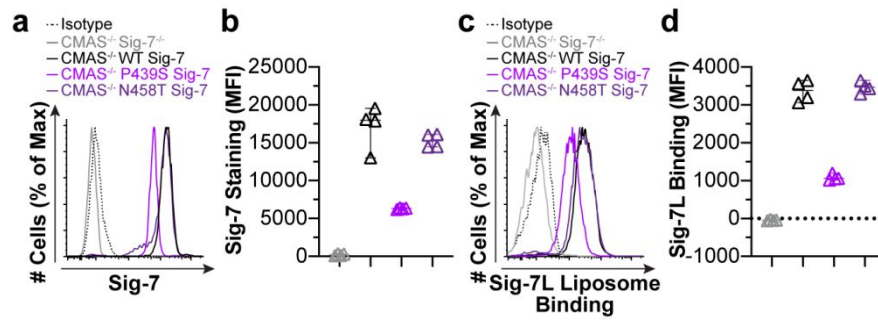 a
Isotype
CMAS-/- Sig-7-/-
CMAS-/- WT Sig-7
CMAS-/- P439S Sig-7
CMAS-/- N458T Sig-7
# Cells (% of Max)
Sig-7
b
Sig-7 Staining (MFI)
25000
20000
15000
10000
5000
0
c
Isotype
CMAS-/- Sig-7-/-
CMAS-/- WT Sig-7
CMAS-/- P439S Sig-7
CMAS-/- N458T Sig-7
# Cells (% of Max)
Sig-7L Liposome
Binding
d
Sig-7L Binding (MFI)
4000
3000
2000
1000
0
-1000